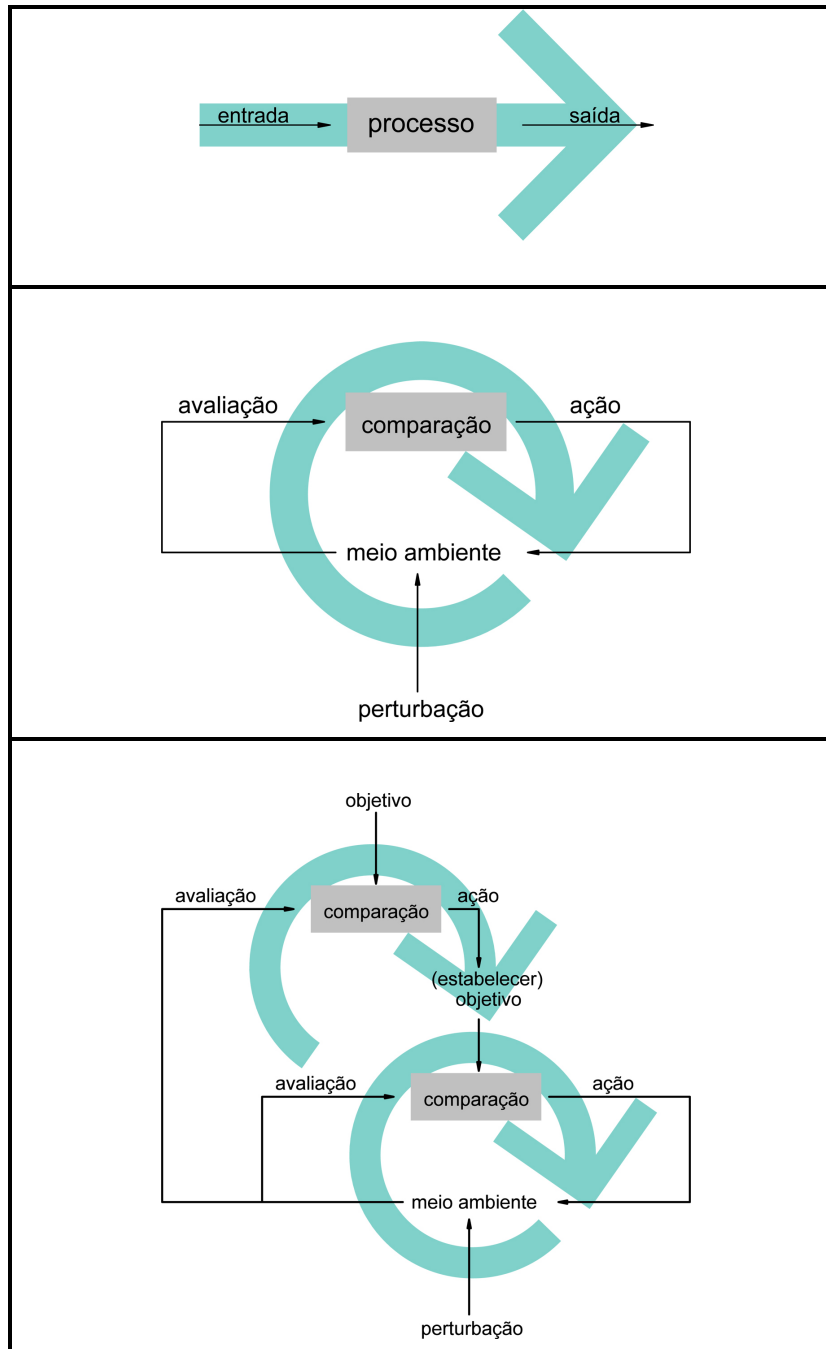 entrada
processo
saída
avaliação
ação
comparação
meio ambiente
perturbação
objetivo
avaliação
ação
comparação
(estabelecer)
objetivo
avaliação
ação
comparação
meio ambiente
perturbação